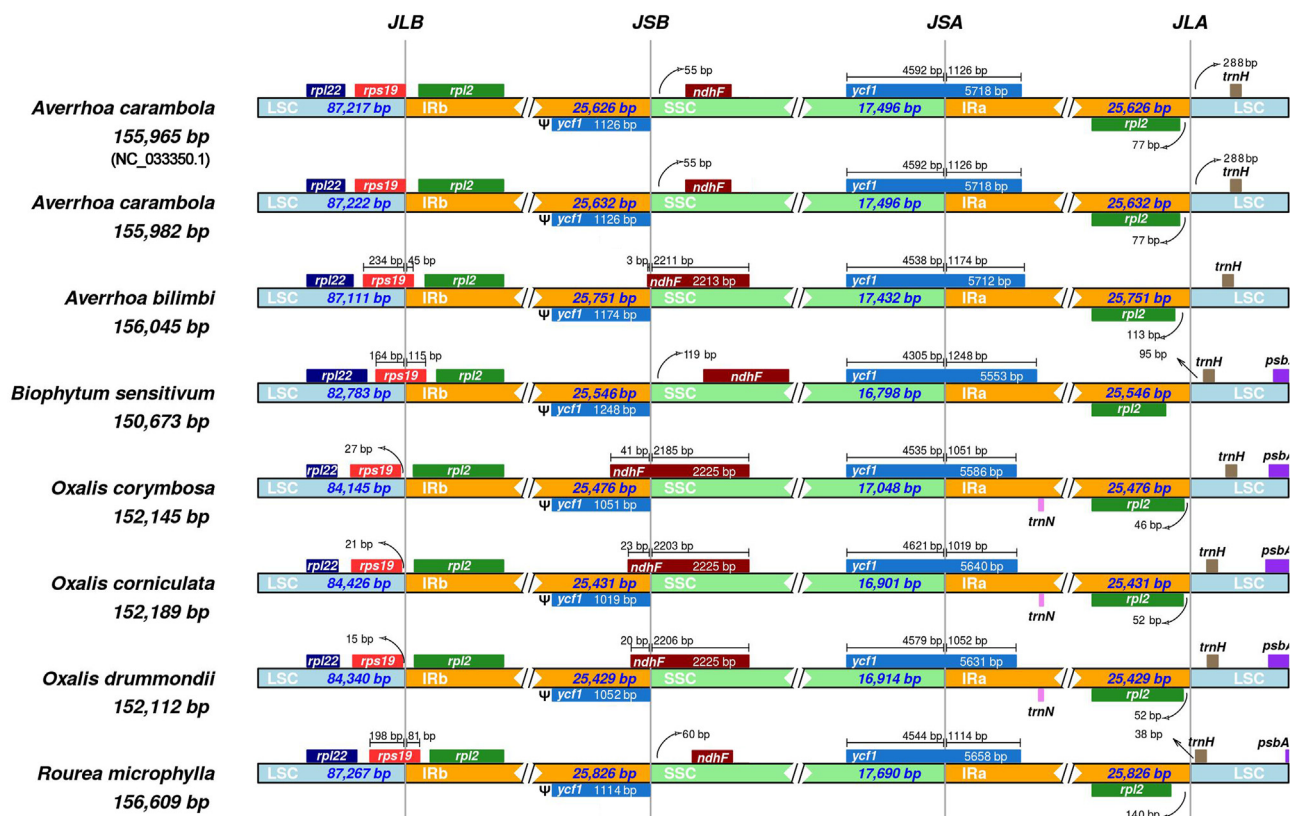 JLB JSB JSA JLA
4592 bp 1126 bp 288bp
55 bp trnH
rpl22 rps19 rpl2 ndhF ycf1 5718 bp
Averrhoa carambola LSC 87,217 bp IRb 25,626 bp SSC 17,496 bp IRa 25,626 bp LSC
155,965 bp Ψ ycf1 1126 bp rpl2
(NC_033350.1) 77 bp
4592 bp 1126 bp 288bp
55 bp trnH
rpl22 rps19 rpl2 ndhF ycf1 5718 bp
Averrhoa carambola LSC 87,222 bp IRb 25,632 bp SSC 17,496 bp IRa 25,632 bp LSC
155,982 bp Ψ ycf1 1126 bp rpl2
77 bp
234 bp 45 bp 3 bp 2211 bp 4538 bp 1174 bp trnH
rpl22 rps19 rpl2 ndhF 2213 bp ycf1 5712 bp
Averrhoa bilimbi LSC 87,111 bp IRb 25,751 bp SSC 17,432 bp IRa 25,751 bp LSC
156,045 bp Ψ ycf1 1174 bp rpl2
113 bp
164 bp 115 bp 119 bp 4305 bp 1248 bp 95 bp trnH
rpl22 rps19 rpl2 ndhF ycf1 5553 bp
Biophytum sensitivum LSC 82,783 bp IRb 25,546 bp SSC 16,798 bp IRa 25,546 bp LSC
150,673 bp Ψ ycf1 1248 bp rpl2
27 bp 41 bp 2185 bp 4535 bp 1051 bp trnH
rpl22 rps19 rpl2 ndhF 2225 bp ycf1 5586 bp
Oxalis corymbosa LSC 84,145 bp IRb 25,476 bp SSC 17,048 bp IRa 25,476 bp LSC
152,145 bp Ψ ycf1 1051 bp trnN rpl2
46 bp
21 bp 23 bp 2203 bp 4621 bp 1019 bp trnH psbA
rpl22 rps19 rpl2 ndhF 2225 bp ycf1 5640 bp
Oxalis corniculata LSC 84,426 bp IRb 25,431 bp SSC 16,901 bp IRa 25,431 bp LSC
152,189 bp Ψ ycf1 1019 bp trnN rpl2
52 bp
15 bp 20 bp 2206 bp 4579 bp 1052 bp trnH psbA
rpl22 rps19 rpl2 ndhF 2225 bp ycf1 5631 bp
Oxalis drummondii LSC 84,340 bp IRb 25,429 bp SSC 16,914 bp IRa 25,429 bp LSC
152,112 bp Ψ ycf1 1052 bp trnN rpl2
52 bp
198 bp 81 bp 60 bp 4544 bp 1114 bp 38 bp trnH psbA
rpl22 rps19 rpl2 ndhF ycf1 5658 bp
Rourea microphylla LSC 87,267 bp IRb 25,826 bp SSC 17,690 bp IRa 25,826 bp LSC
156,609 bp Ψ ycf1 1114 bp rpl2
140 bp